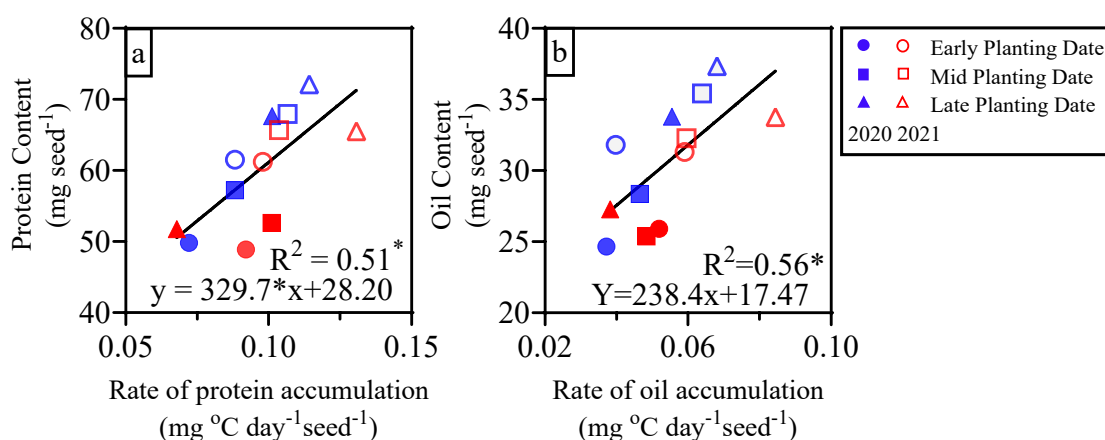 a
Protein Content
(mg seed⁻¹)
80
70
60
50
40
R² = 0.51*
y = 329.7*x+28.20
0.05 0.10 0.15
Rate of protein accumulation
(mg ᵒC day⁻¹seed⁻¹)
b
Oil Content
(mg seed⁻¹)
40
35
30
25
20
R²=0.56*
Y=238.4x+17.47
0.02 0.06 0.10
Rate of oil accumulation
(mg ᵒC day⁻¹seed⁻¹)
Early Planting Date
Mid Planting Date
Late Planting Date
2020 2021